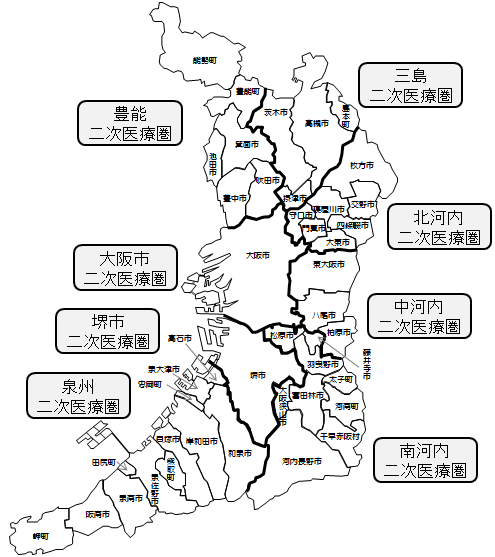 能勢町
豊能町
三島
二次医療圏
豊能
二次医療圏
茨木市
高槻市
島本町
箕面市
池田市
枚方市
吹田市
豊中市
摂津市
寝屋川市
交野市
守口市
門真市
四條畷市
大東市
北河内
二次医療圏
大阪市
二次医療圏
大阪市
東大阪市
中河内
二次医療圏
八尾市
堺市
二次医療圏
高石市
松原市
柏原市
藤井寺市
羽曳野市
泉大津市
忠岡町
堺市
太子町
泉州
二次医療圏
大阪狭山市
富田林市
河南町
千早赤阪村
南河内
二次医療圏
貝塚市
岸和田市
和泉市
河内長野市
田尻町
熊取町
泉佐野市
泉南市
阪南市
岬町